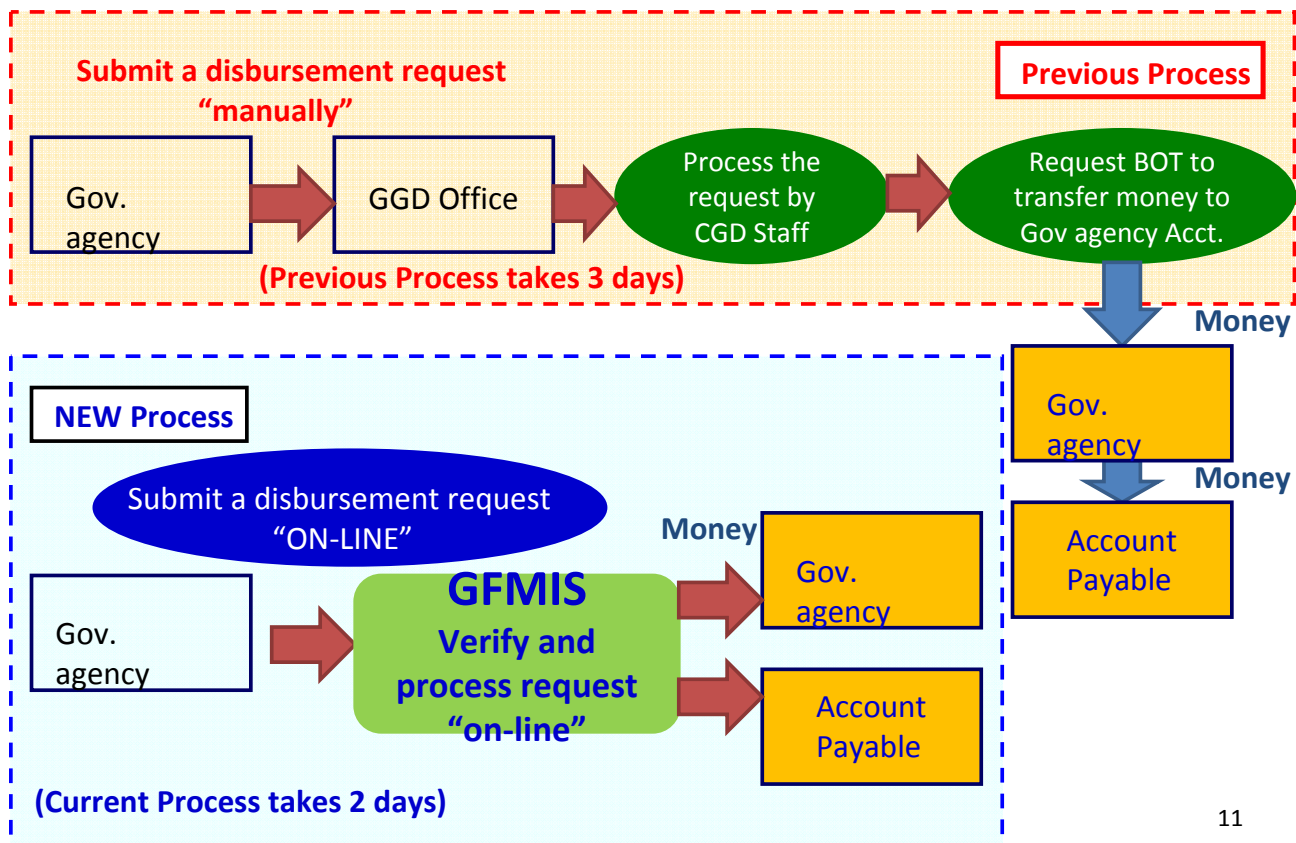 Submit a disbursement request
“manually”
Previous Process
Gov.
agency
GGD Office
Process the
request by
CGD Staff
Request BOT to
transfer money to
Gov agency Acct.
(Previous Process takes 3 days)
Money
Gov.
agency
Money
Account
Payable
NEW Process
Submit a disbursement request
“ON-LINE”
Gov.
agency
GFMIS
Verify and
process request
“on-line”
Money
Gov.
agency
Account
Payable
(Current Process takes 2 days)
11